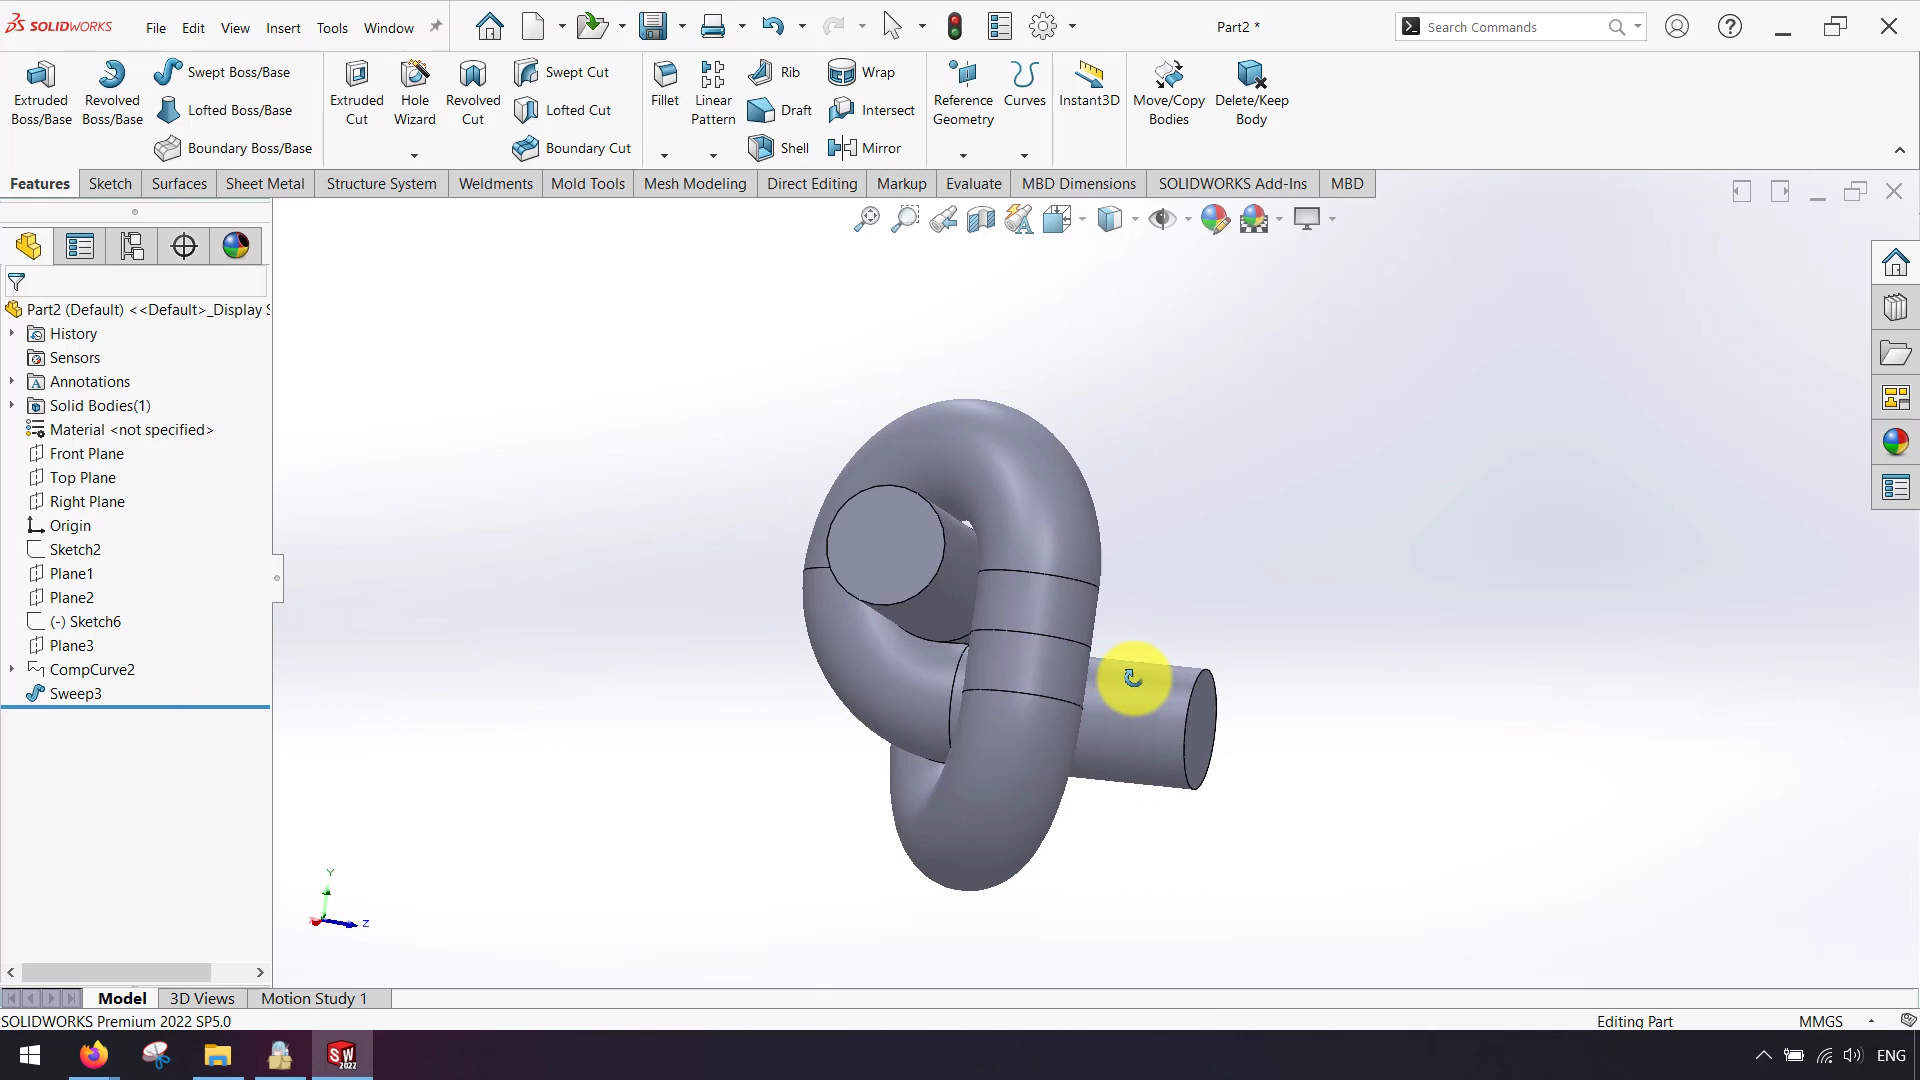 SOLIDWORKS File Edit View Insert Tools Window Part2 * Search Commands
Extruded Boss/Base
Revolved Boss/Base
Swept Boss/Base
Lofted Boss/Base
Boundary Boss/Base
Extruded Cut
Hole Wizard
Revolved Cut
Swept Cut
Lofted Cut
Boundary Cut
Fillet
Linear Pattern
Rib
Draft
Shell
Wrap
Intersect
Mirror
Reference Geometry
Curves
Instant3D
Move/Copy Bodies
Delete/Keep Body
Features Sketch Surfaces Sheet Metal Structure System Weldments Mold Tools Mesh Modeling Direct Editing Markup Evaluate MBD Dimensions SOLIDWORKS Add-Ins MBD
Part2 (Default) <<Default>_Display S
History
Sensors
A Annotations
Solid Bodies(1)
Material <not specified>
Front Plane
Top Plane
Right Plane
Origin
Sketch2
Plane1
Plane2
(-) Sketch6
Plane3
CompCurve2
Sweep3
Y
Z
Model 3D Views Motion Study 1
SOLIDWORKS Premium 2022 SP5.0 Editing Part MMGS
SW 2022
ENG